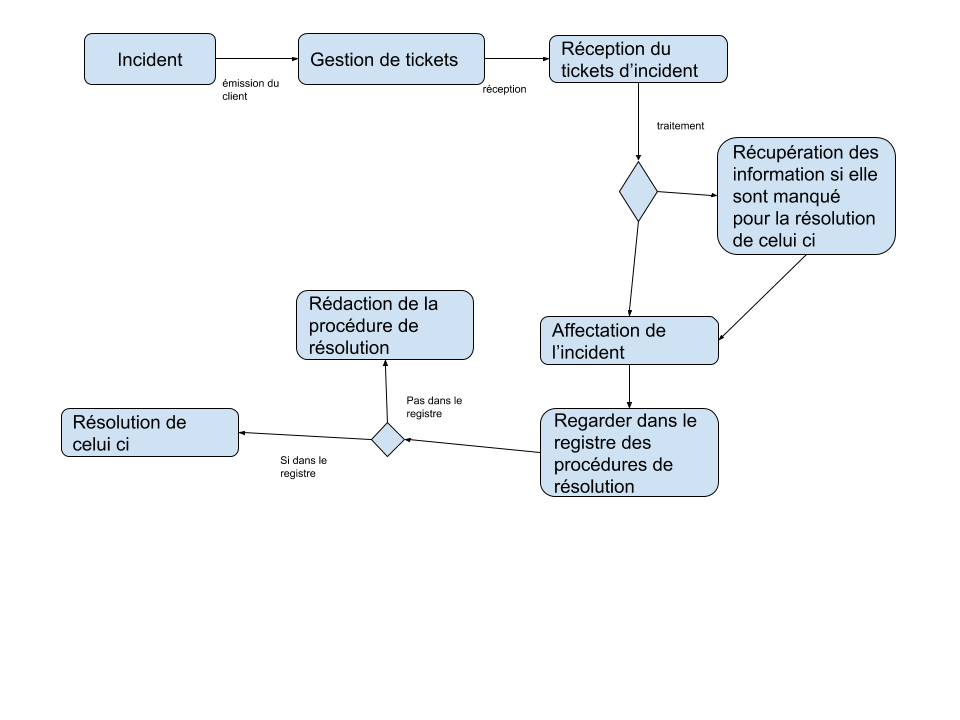 Incident
émission du
client
Gestion de tickets
réception
Réception du
tickets d'incident
traitement
Récupération des
information si elle
sont manqué
pour la résolution
de celui ci
Affectation de
l'incident
Regarder dans le
registre des
procédures de
résolution
Pas dans le
registre
Rédaction de la
procédure de
résolution
Si dans le
registre
Résolution de
celui ci